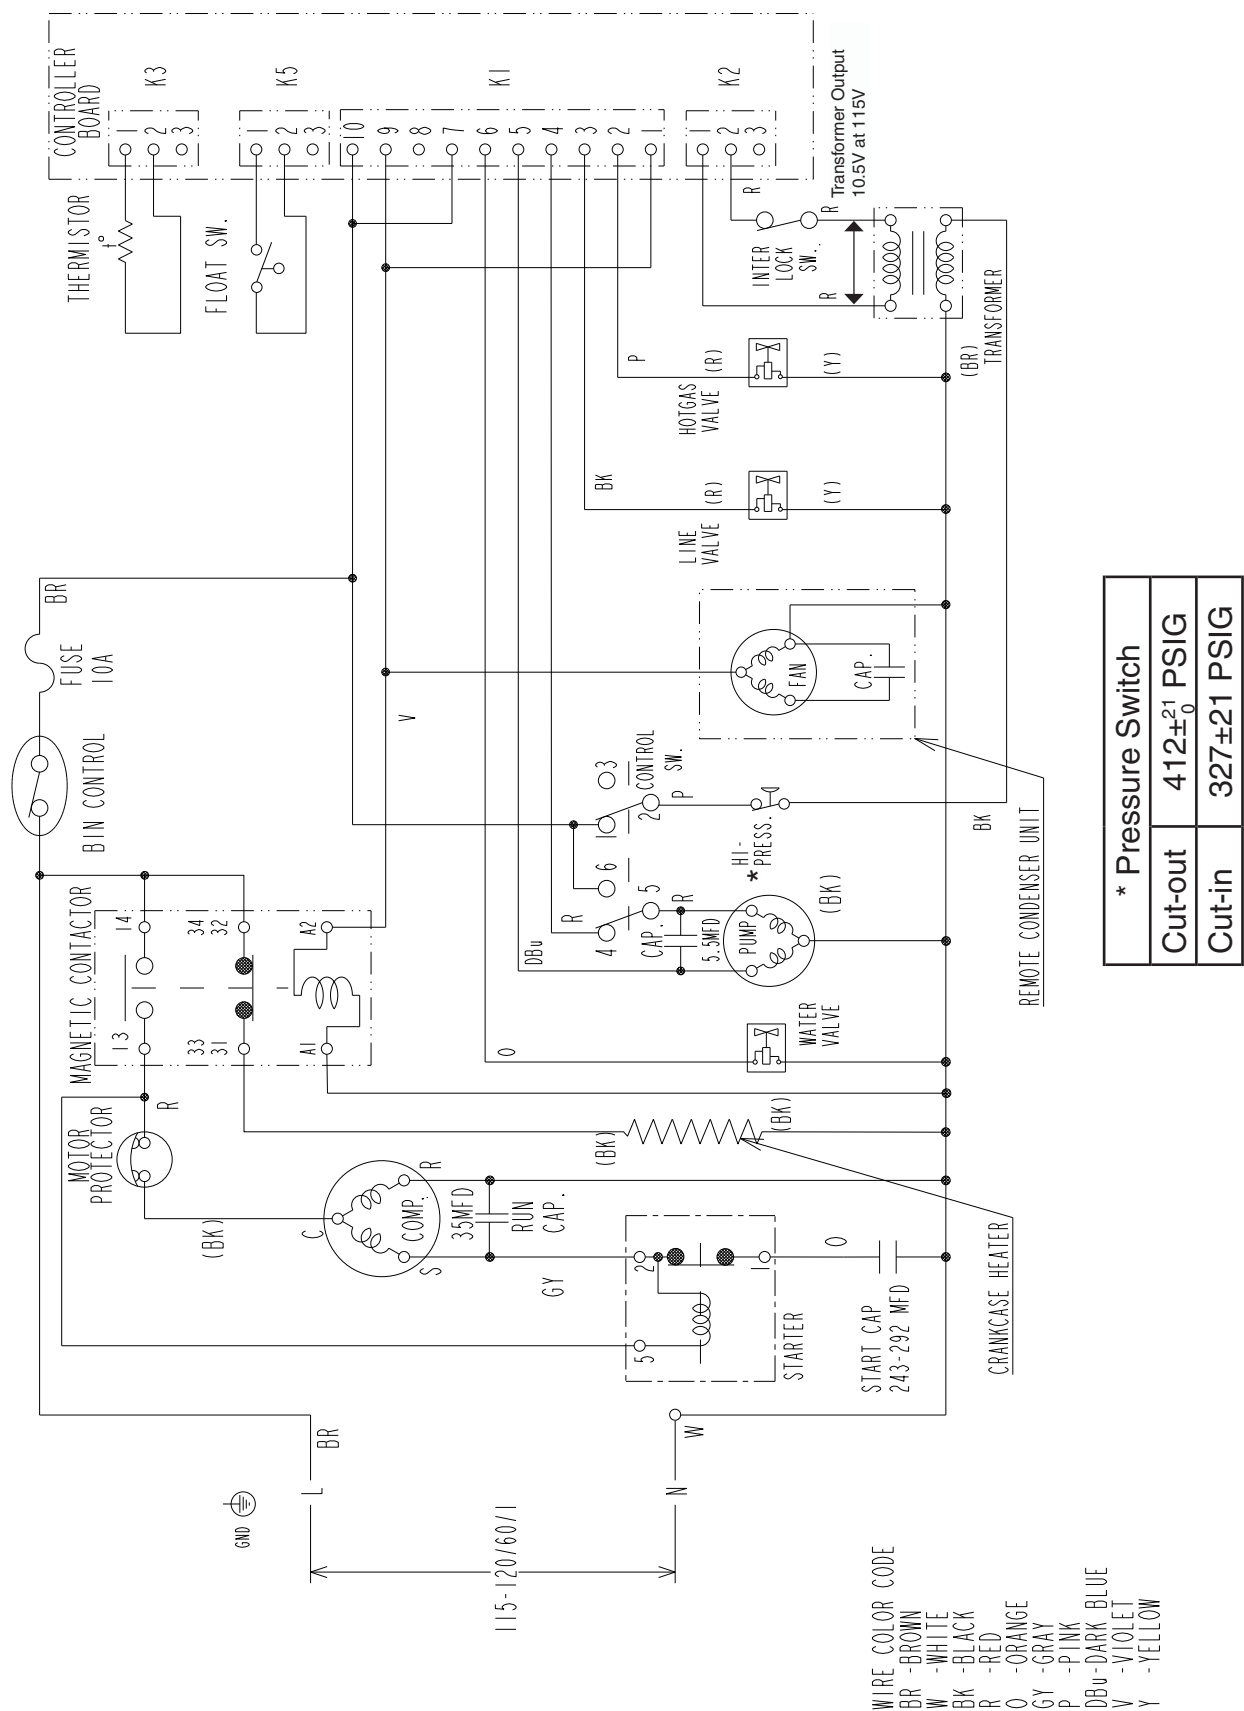 CONTROLLER
BOARD
K3
K5
K1
K2
1
2
3
1
2
3
10
9
8
7
6
5
4
3
2
1
1
2
3
THERMISTOR
t°
FLOAT SW.
R
INTER
LOCK
SW.
R
R
Transformer Output
10.5V at 115V
TRANSFORMER
(BR)
P
(R)
(Y)
HOTGAS
VALVE
BK
(R)
(Y)
LINE
VALVE
BR
FUSE
10A
BIN CONTROL
V
FAN
CAP.
REMOTE CONDENSER UNIT
3
1
2
CONTROL
SW.
P
HI-
PRESS.
*
BK
6
5
4
R
R
DBu
CAP.
5.5MFD
PUMP
(BK)
MAGNETIC CONTACTOR
14
13
34
32
33
31
A2
A1
O
WATER
VALVE
MOTOR
PROTECTOR
R
(BK)
(BK)
(BK)
CRANKCASE HEATER
C
COMP.
R
S
35MFD
RUN
CAP.
GY
2
1
5
STARTER
O
START CAP
243-292 MFD
BR
L
GND
N
W
115-120/60/1
WIRE COLOR CODE
BR -BROWN
W -WHITE
BK -BLACK
R -RED
O -ORANGE
GY -GRAY
P -PINK
DBu-DARK BLUE
V -VIOLET
Y -YELLOW
* Pressure Switch
Cut-out 412±²¹₀ PSIG
Cut-in 327±21 PSIG